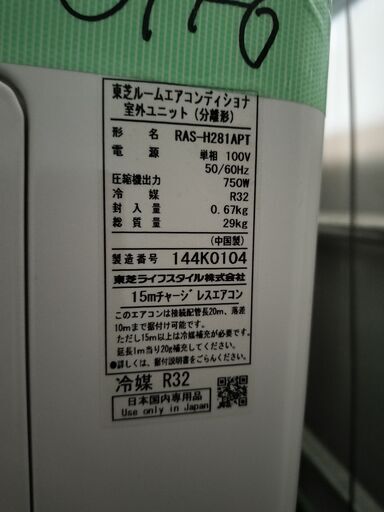 東芝ルームエアコンディショナ
室外ユニット(分離形)
形名 RAS-H281APT
電源 単相 100V
50/60Hz
圧縮機出力 750W
冷媒 R32
封入量 0.67kg
総質量 29kg
(中国製)
製造番号 144K0104
東芝ライフスタイル株式会社
15mチャージレスエアコン
このエアコンは接続配管長20m、落差
10mまで据付け可能です。
ただし15m以上は冷媒補充が必要です。
延長1m当り20g補充してください。
●詳しくは、据付説明書をごらんください。
冷媒 R32
日本国内専用品
Use only in Japan